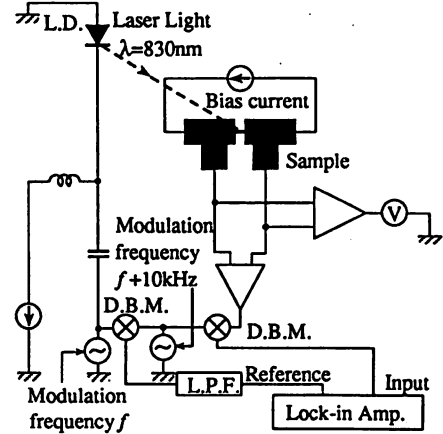 L.D.
Laser Light
λ=830nm
Bias current
Sample
Modulation
frequency
f+10kHz
V
D.B.M.
D.B.M.
Reference
L.P.F.
Input
Lock-in Amp.
Modulation
frequency f